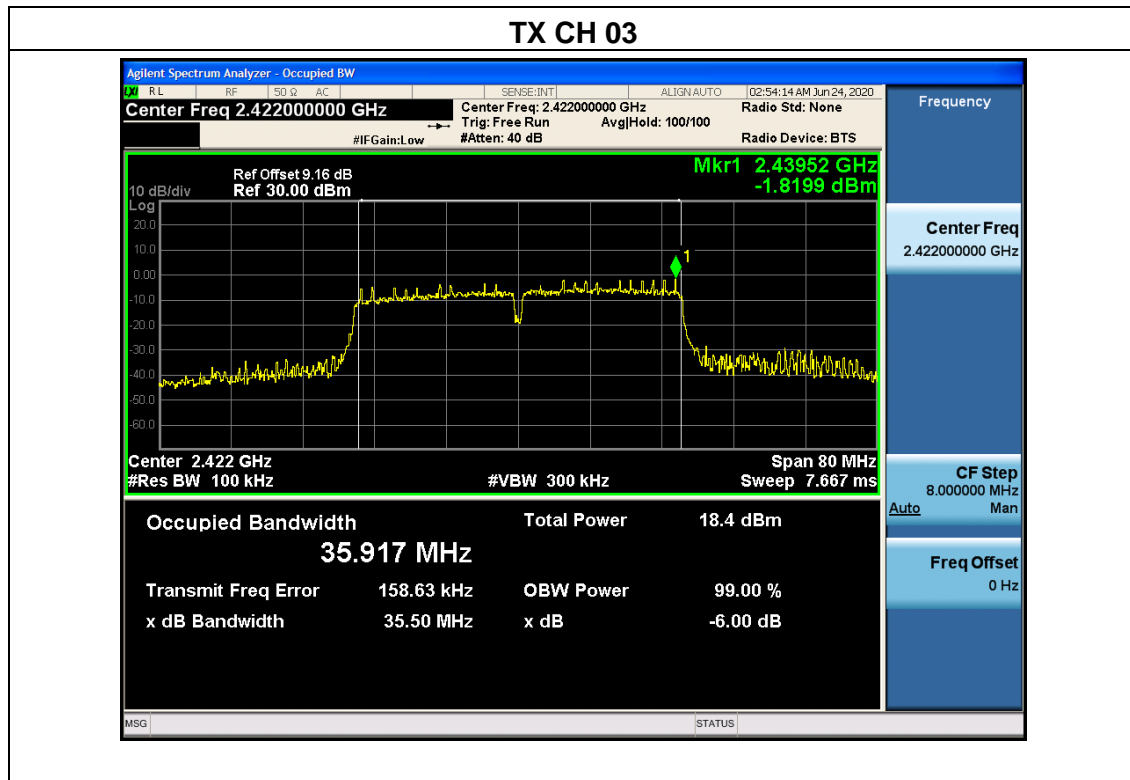 TX CH 03
Agilent Spectrum Analyzer - Occupied BW
LXI RL RF 50 Ω AC SENSE:INT ALIGN AUTO 02:54:14 AM Jun 24, 2020
Center Freq 2.422000000 GHz
Center Freq: 2.422000000 GHz
Radio Std: None
Trig: Free Run Avg|Hold: 100/100
#IFGain:Low #Atten: 40 dB Radio Device: BTS
Frequency
Mkr1 2.43952 GHz
-1.8199 dBm
Ref Offset 9.16 dB
10 dB/div Ref 30.00 dBm
Log
20.0
10.0
0.00
-10.0
-20.0
-30.0
-40.0
-50.0
-60.0
1
Center Freq
2.422000000 GHz
Center 2.422 GHz Span 80 MHz
#Res BW 100 kHz #VBW 300 kHz Sweep 7.667 ms
CF Step
8.000000 MHz
Auto Man
Occupied Bandwidth Total Power 18.4 dBm
35.917 MHz
Freq Offset
0 Hz
Transmit Freq Error 158.63 kHz OBW Power 99.00 %
x dB Bandwidth 35.50 MHz x dB -6.00 dB
MSG STATUS